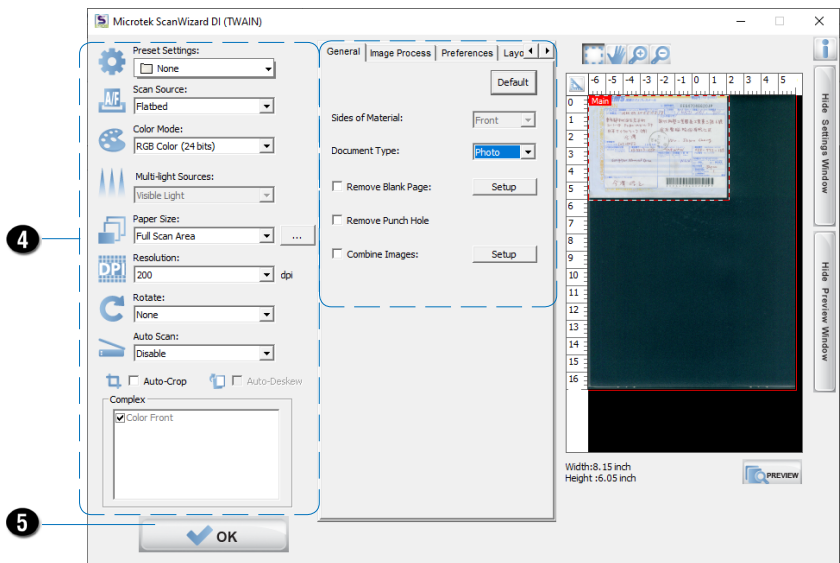 Microtek ScanWizard DI (TWAIN)
Preset Settings:
None
Scan Source:
Flatbed
Color Mode:
RGB Color (24 bits)
Multi-light Sources:
Visible Light
Paper Size:
Full Scan Area
...
Resolution:
200 dpi
Rotate:
None
Auto Scan:
Disable
Auto-Crop Auto-Deskew
Complex
Color Front
OK
4
5
General Image Process Preferences Layo
Default
Sides of Material: Front
Document Type: Photo
Remove Blank Page: Setup
Remove Punch Hole
Combine Images: Setup
-6 -5 -4 -3 -2 -1 0 1 2 3 4 5
0
1
2
3
4
5
6
7
8
9
10
11
12
13
14
15
16
Main
Width:8.15 inch
Height :6.05 inch
PREVIEW
Hide Settings Window
Hide Preview Window
A/F
DPI